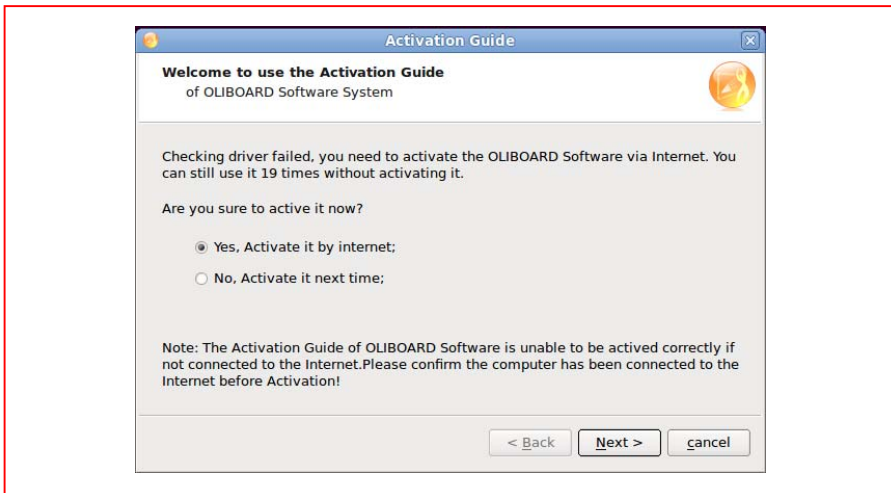 Activation Guide
Welcome to use the Activation Guide
of OLIBOARD Software System
Checking driver failed, you need to activate the OLIBOARD Software via Internet. You
can still use it 19 times without activating it.
Are you sure to active it now?
Yes, Activate it by internet;
No, Activate it next time;
Note: The Activation Guide of OLIBOARD Software is unable to be actived correctly if
not connected to the Internet.Please confirm the computer has been connected to the
Internet before Activation!
< Back Next > cancel